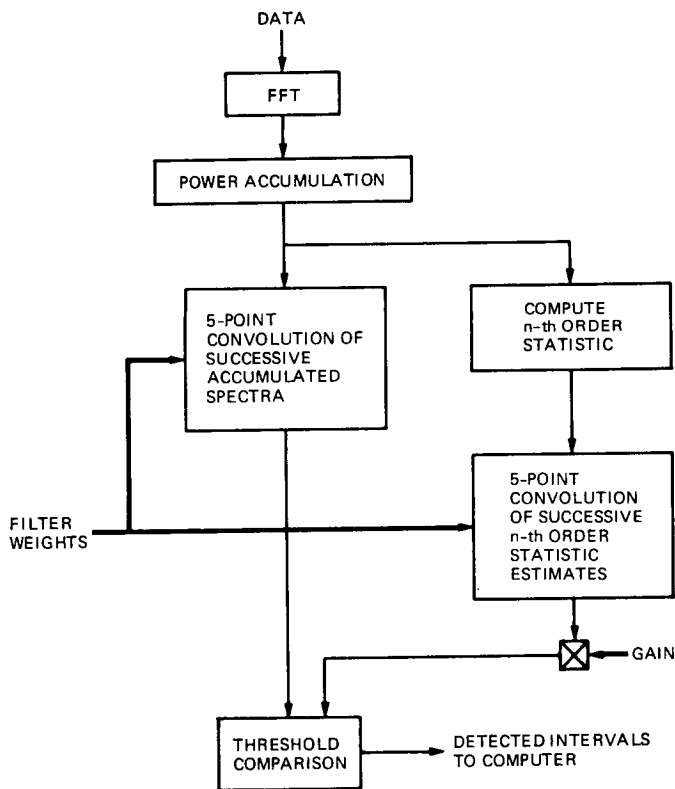 DATA
FFT
POWER ACCUMULATION
5-POINT
CONVOLUTION OF
SUCCESSIVE
ACCUMULATED
SPECTRA
COMPUTE
n-th ORDER
STATISTIC
FILTER
WEIGHTS
5-POINT
CONVOLUTION
OF SUCCESSIVE
n-th ORDER
STATISTIC
ESTIMATES
GAIN
THRESHOLD
COMPARISON
DETECTED INTERVALS
TO COMPUTER